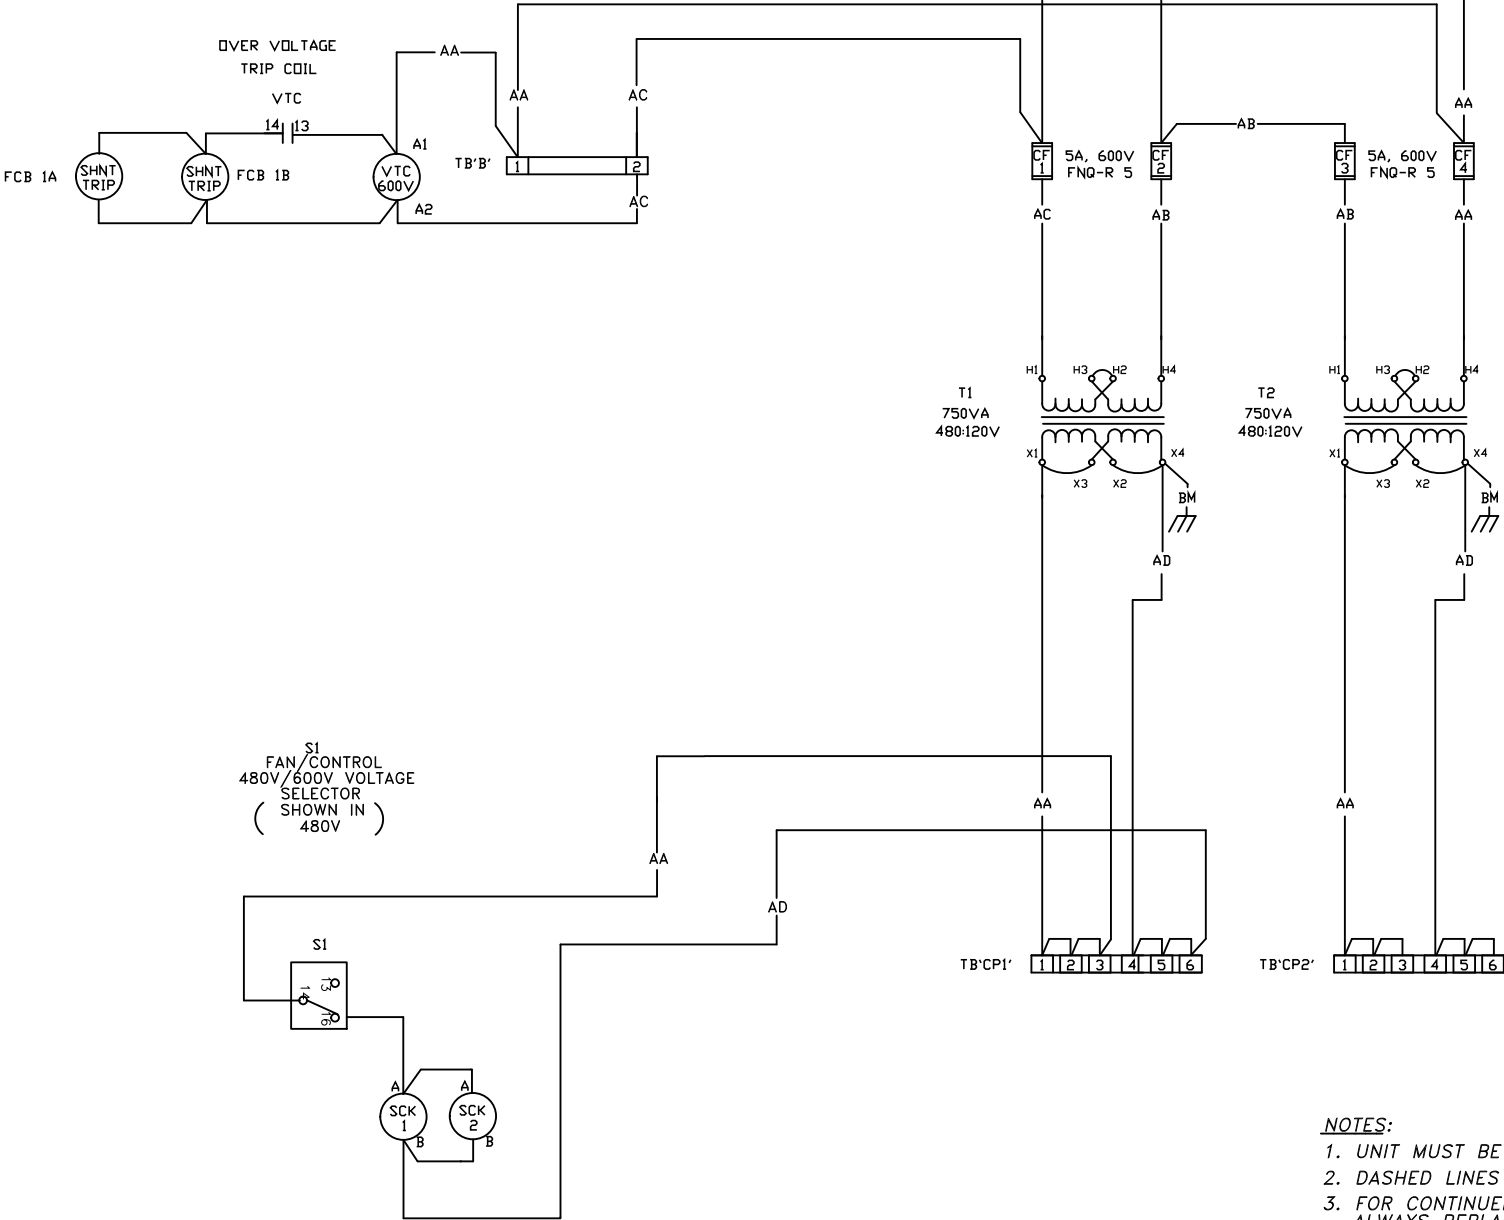 OVER VOLTAGE
TRIP COIL
VTC
14 13
AA
A1
FCB 1A
SHNT
TRIP
SHNT
TRIP
FCB 1B
VTC
600V
A2
AA
AC
TB'B'
1
2
AC
AA
AB
CF
1
5A, 600V
FNQ-R 5
CF
2
CF
3
5A, 600V
FNQ-R 5
CF
4
AC
AB
AB
AA
H1
H3
H2
H4
T1
750VA
480:120V
X1
X3
X2
X4
BM
AD
H1
H3
H2
H4
T2
750VA
480:120V
X1
X3
X2
X4
BM
AD
S1
FAN/CONTROL
480V/600V VOLTAGE
SELECTOR
( SHOWN IN )
480V
AA
AA
AA
AD
S1
13
14
16
TB'CP1'
1 2 3 4 5 6
TB'CP2'
1 2 3 4 5 6
A
SCK
1
B
A
SCK
2
B
NOTES:
1. UNIT MUST BE
2. DASHED LINES
3. FOR CONTINUE
ALWAYS REPLA